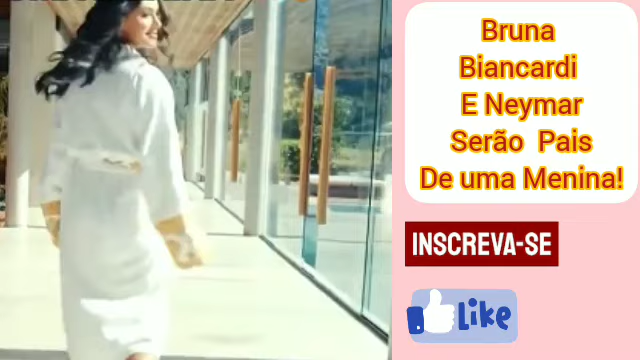 Bruna
Biancardi
E Neymar
Serão Pais
De uma Menina!
INSCREVA-SE
Like